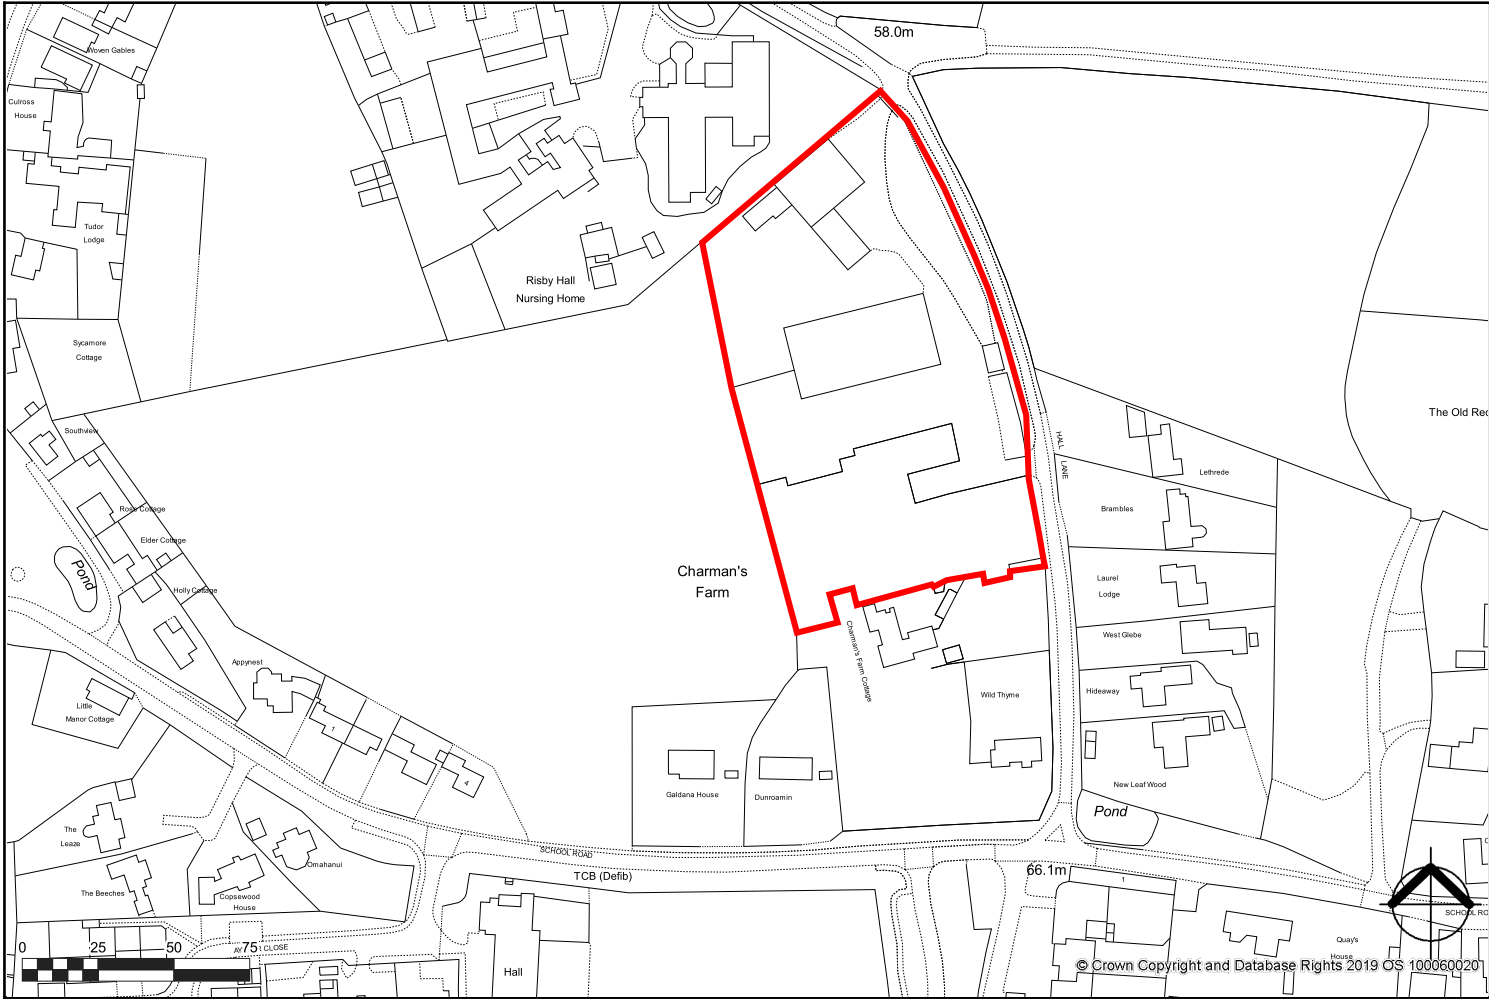 58.0m
Woven Gables
Culross
House
Tudor
Lodge
Risby Hall
Nursing Home
Sycamore
Cottage
The Old Rec
Southview
HALL
LANE
Lethrede
Rose Cottage
Brambles
Elder Cottage
Pond
Charman's
Farm
Laurel
Lodge
Holly Cottage
Charman's Farm Cottage
West Glebe
Appynest
Hideaway
Wild Thyme
Little
Manor Cottage
1
4
Galdana House
Dunroamin
New Leaf Wood
Pond
The
Leaze
SCHOOL ROAD
Omahanui
TCB (Defib)
66.1m
1
The Beeches
Copsewood
House
SCHOOL RO
Quay's
House
CLOSE
0 25 50 75
Hall
© Crown Copyright and Database Rights 2019 OS 100060020